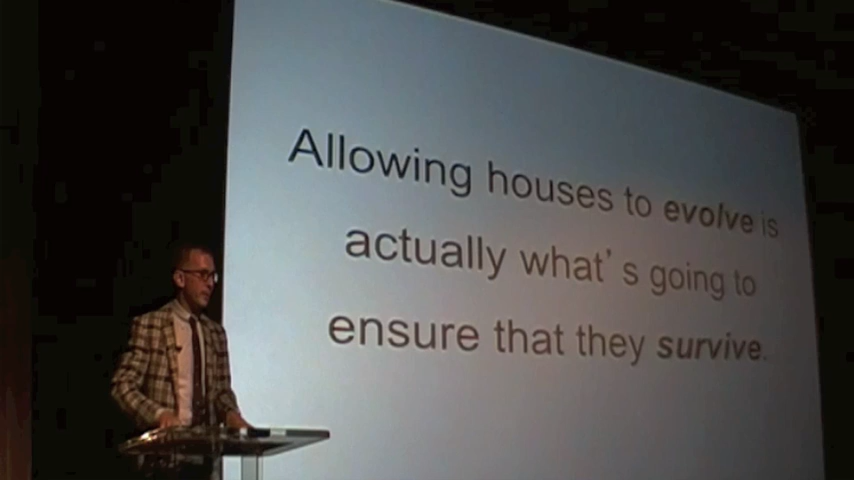 Allowing houses to evolve is
actually what's going to
ensure that they survive.